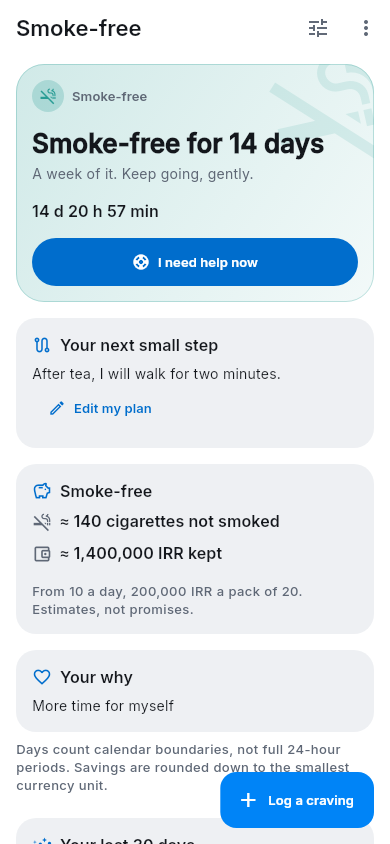 Smoke-free
Smoke-free
Smoke-free for 14 days
A week of it. Keep going, gently.
14 d 20 h 57 min
I need help now
Your next small step
After tea, I will walk for two minutes.
Edit my plan
Smoke-free
≈ 140 cigarettes not smoked
≈ 1,400,000 IRR kept
From 10 a day, 200,000 IRR a pack of 20.
Estimates, not promises.
Your why
More time for myself
Days count calendar boundaries, not full 24-hour
periods. Savings are rounded down to the smallest
currency unit.
Log a craving
Your last 30 days